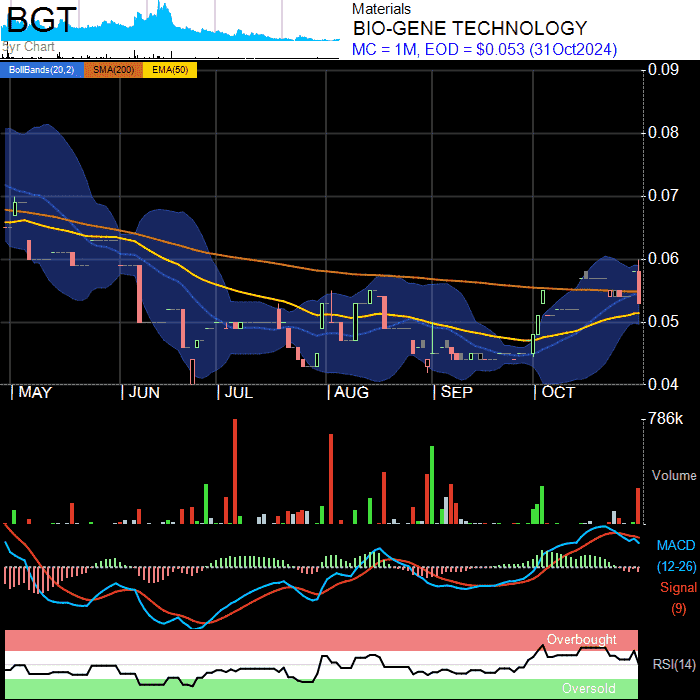 BGT
5yr Chart
Materials
BIO-GENE TECHNOLOGY
MC = 1M, EOD = $0.053 (31Oct2024)
BollBands(20,2) SMA(200) EMA(50)
0.09
0.08
0.07
0.06
0.05
0.04
MAY JUN JUL AUG SEP OCT
786k
Volume
MACD
(12-26)
Signal
(9)
Overbought
RSI(14)
Oversold